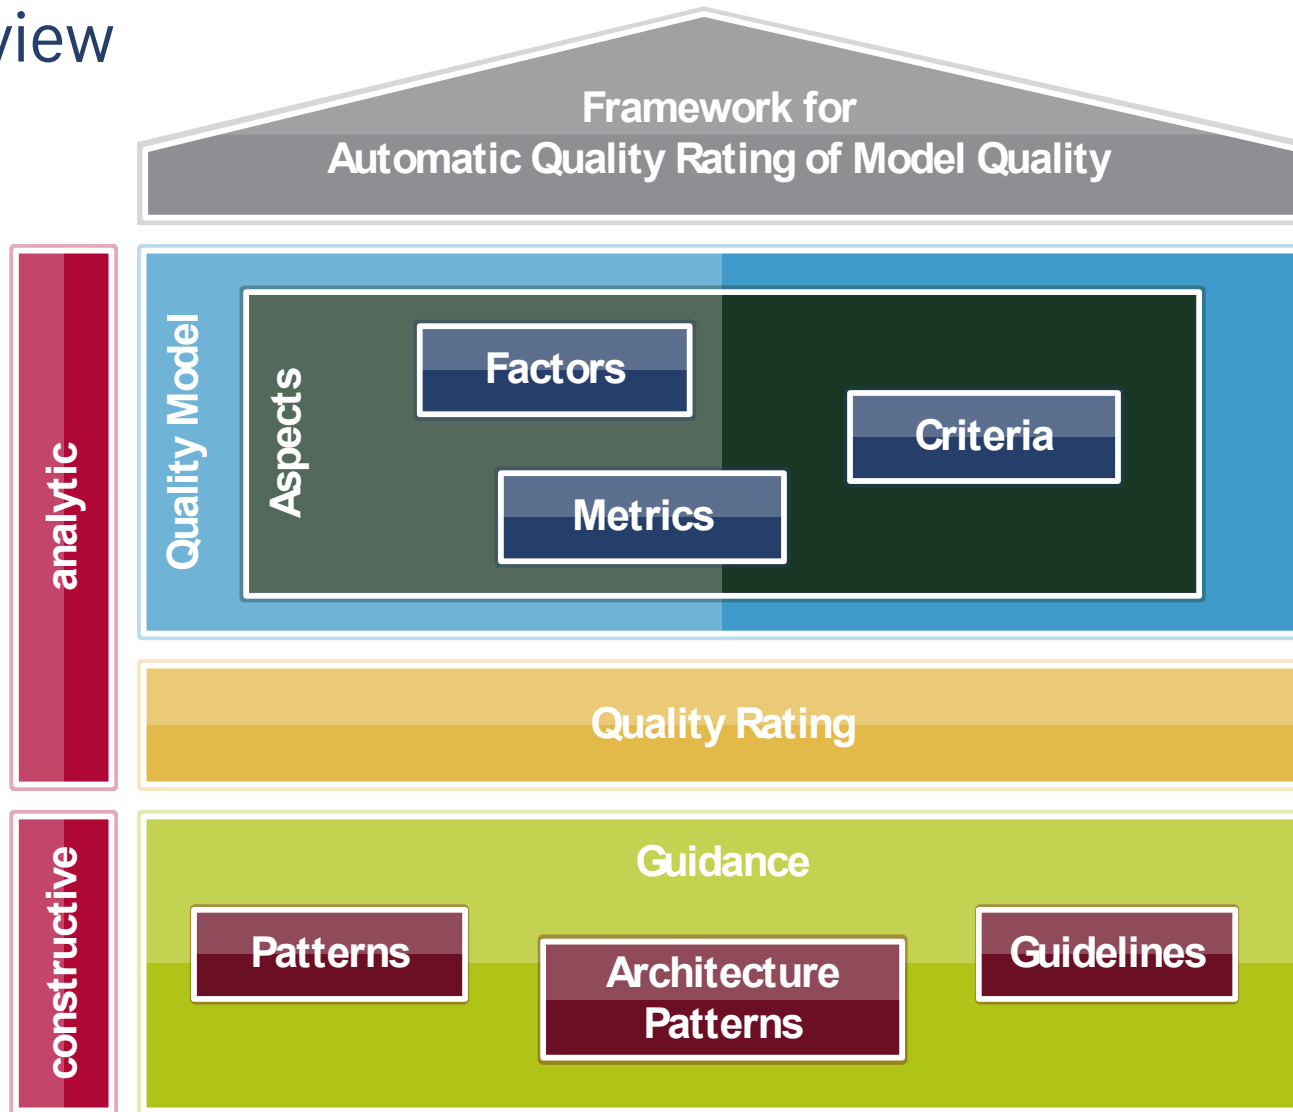 view
Framework for
Automatic Quality Rating of Model Quality
analytic
Quality Model
Aspects
Factors
Criteria
Metrics
Quality Rating
constructive
Guidance
Patterns
Architecture
Patterns
Guidelines